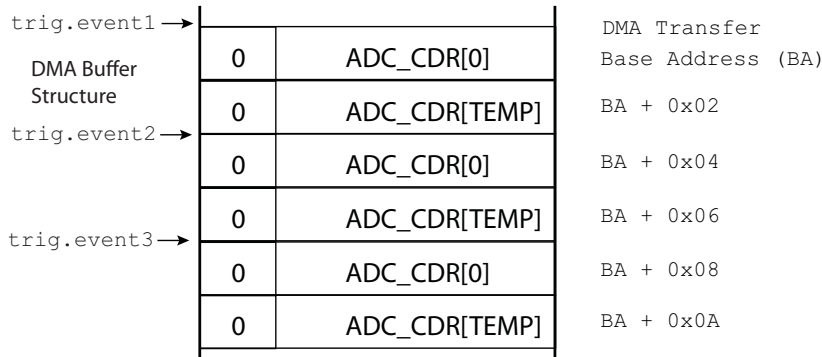 trig.event1
DMA Transfer
DMA Buffer
Structure
0 ADC_CDR[0] Base Address (BA)
0 ADC_CDR[TEMP] BA + 0x02
trig.event2
0 ADC_CDR[0] BA + 0x04
0 ADC_CDR[TEMP] BA + 0x06
trig.event3
0 ADC_CDR[0] BA + 0x08
0 ADC_CDR[TEMP] BA + 0x0A